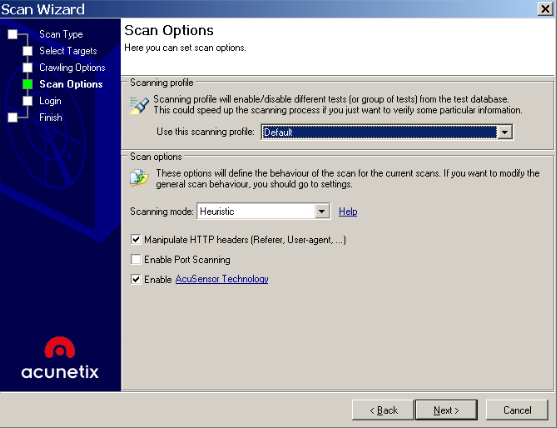 Scan Wizard
Scan Type
Select Targets
Crawling Options
Scan Options
Login
Finish
acunetix
Scan Options
Here you can set scan options.
Scanning profile
Scanning profile will enable/disable different tests (or group of tests) from the test database.
This could speed up the scanning process if you just want to verify some particular information.
Use this scanning profile: Default
Scan options
These options will define the behaviour of the scan for the current scans. If you want to modify the
general scan behaviour, you should go to settings.
Scanning mode: Heuristic Help
Manipulate HTTP headers (Referer, User-agent, ...)
Enable Port Scanning
Enable AcuSensor Technology
< Back Next > Cancel